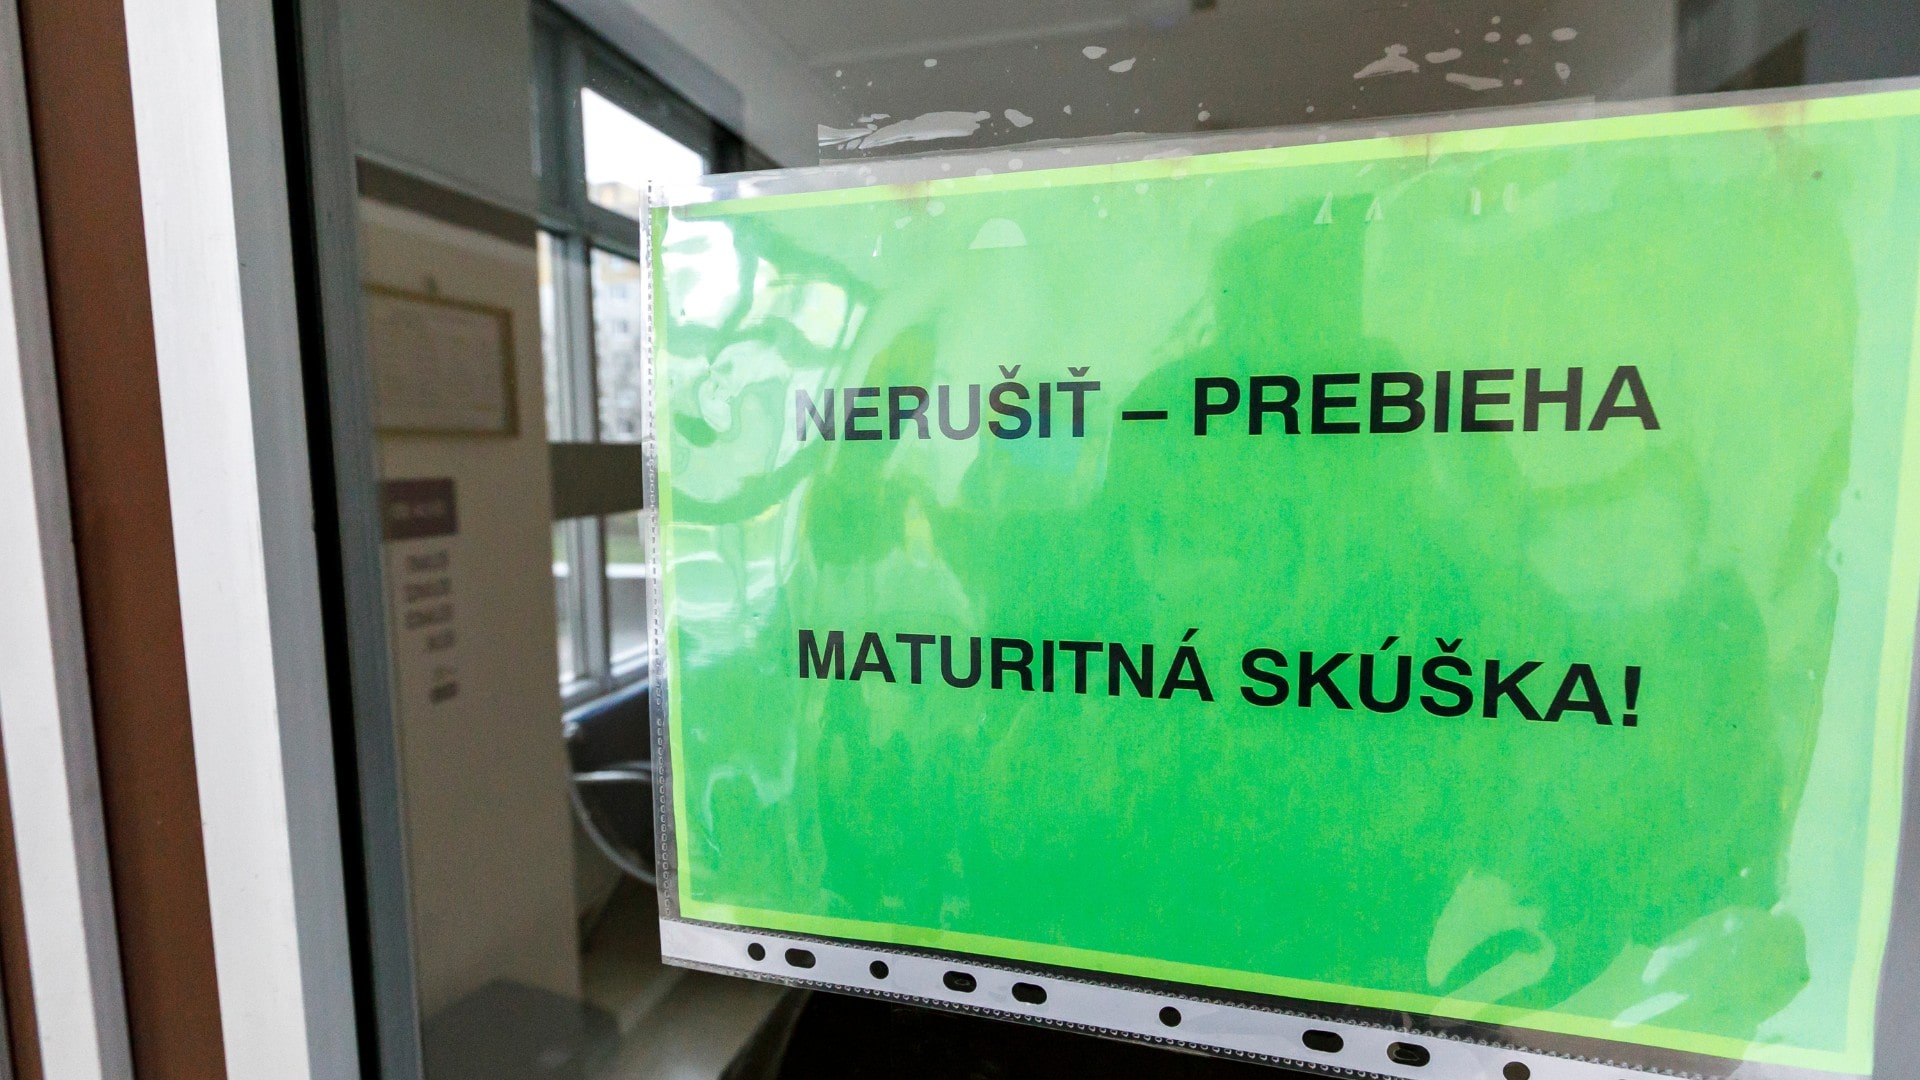 NERUŠIŤ – PREBIEHA
MATURITNÁ SKÚŠKA!